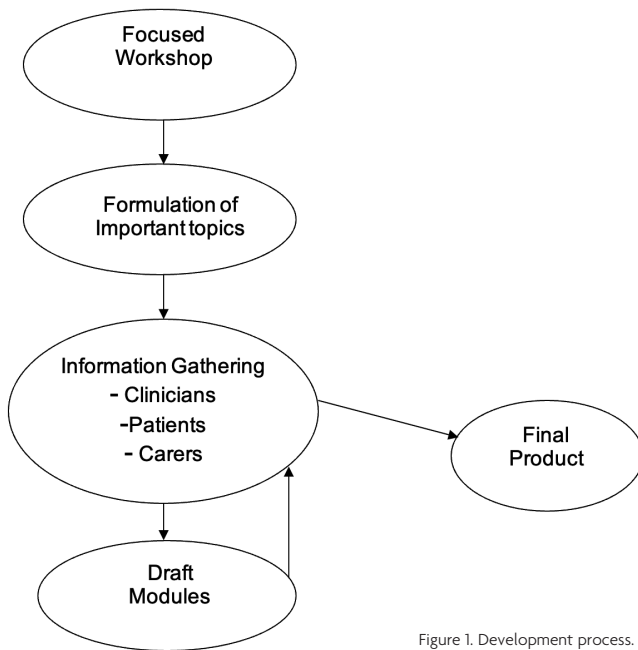 Focused
Workshop
Formulation of
Important topics
Information Gathering
- Clinicians
-Patients
- Carers
Final
Product
Draft
Modules
Figure 1. Development process.